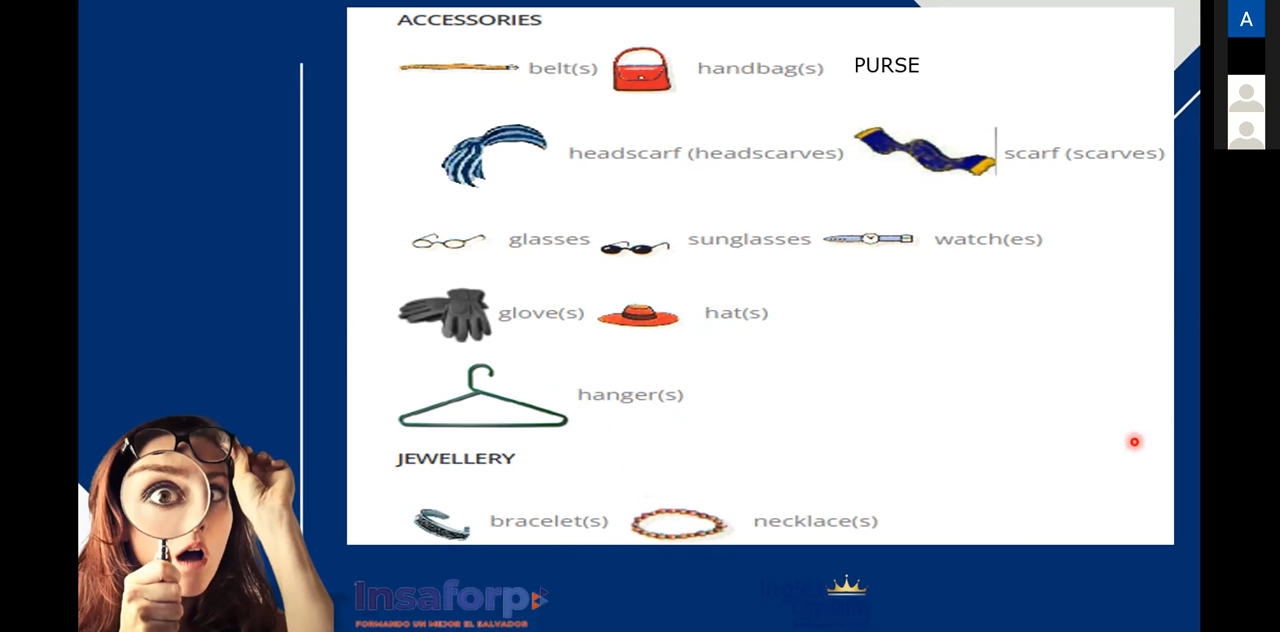 ACCESSORIES
belt(s) handbag(s) PURSE
headscarf (headscarves) scarf (scarves)
glasses sunglasses watch(es)
glove(s) hat(s)
hanger(s)
JEWELLERY
bracelet(s) necklace(s)
Insaforp
FORMANDO UN MEJOR EL SALVADOR
A